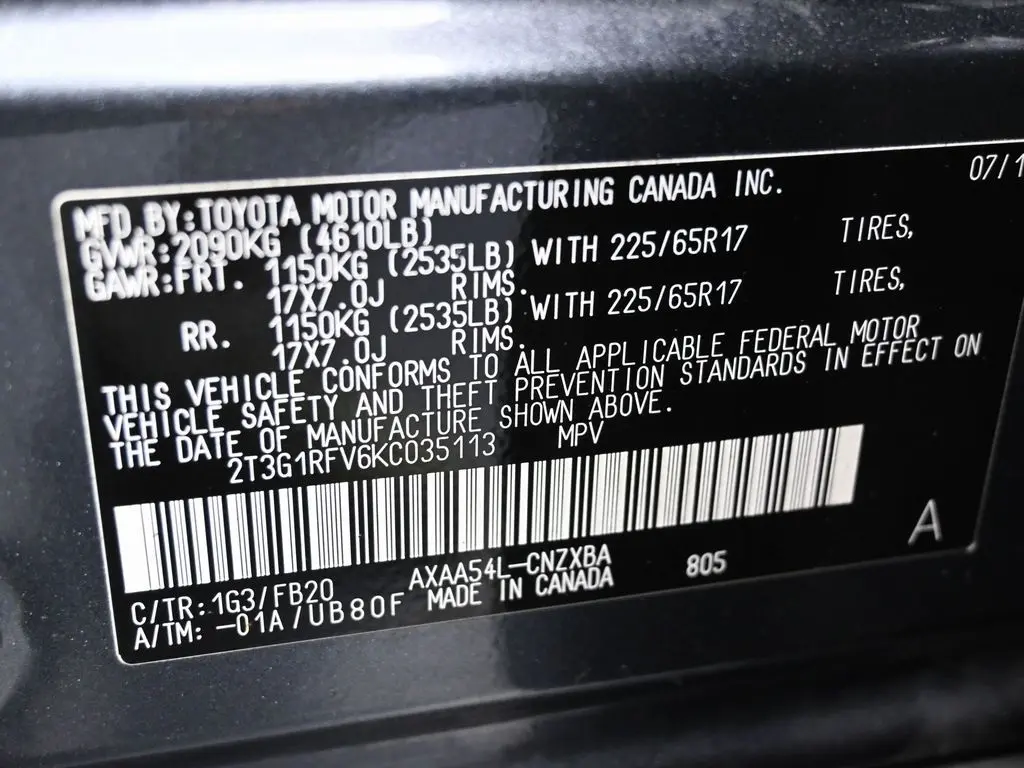 07/1
MFD.BY:TOYOTA MOTOR MANUFACTURING CANADA INC.
GVWR:2090KG (4610LB)
GAWR:FRT. 1150KG (2535LB) WITH 225/65R17 TIRES,
17X7.0J RIMS.
RR. 1150KG (2535LB) WITH 225/65R17 TIRES,
17X7.0J RIMS.
THIS VEHICLE CONFORMS TO ALL APPLICABLE FEDERAL MOTOR
VEHICLE SAFETY AND THEFT PREVENTION STANDARDS IN EFFECT ON
THE DATE OF MANUFACTURE SHOWN ABOVE.
2T3G1RFV6KC035113 MPV
A
C/TR:1G3/FB20 AXAA54L-CNZXBA 805
A/TM:-01A/UB80F MADE IN CANADA